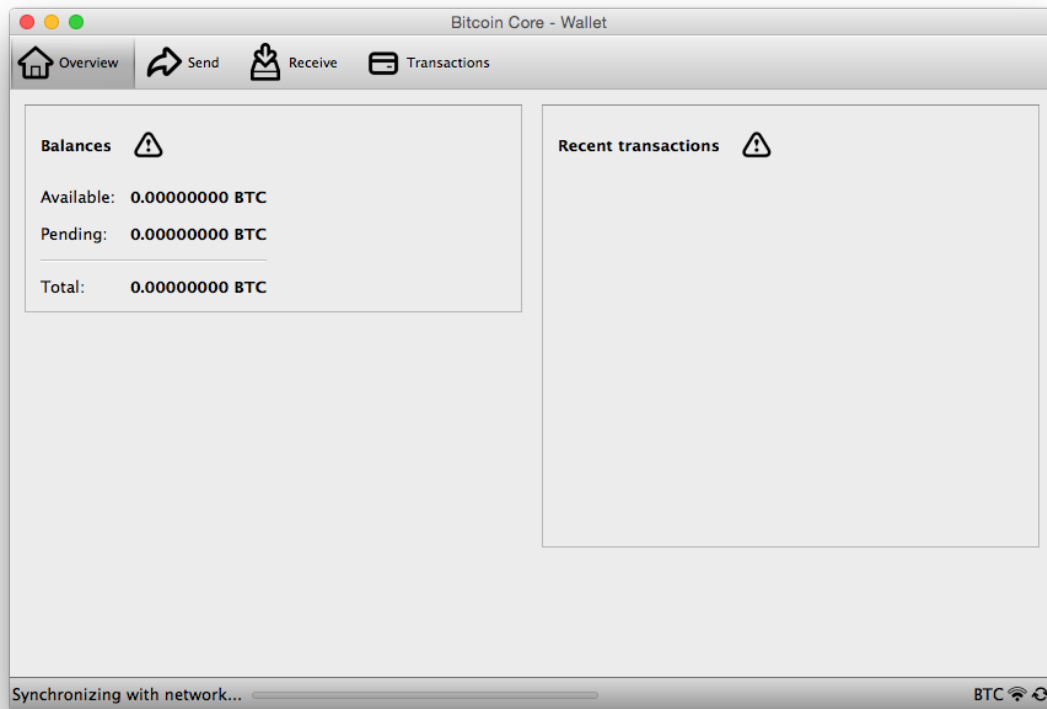 Bitcoin Core - Wallet
Overview Send Receive Transactions
Balances
Available: 0.00000000 BTC
Pending: 0.00000000 BTC
Total: 0.00000000 BTC
Recent transactions
Synchronizing with network... BTC